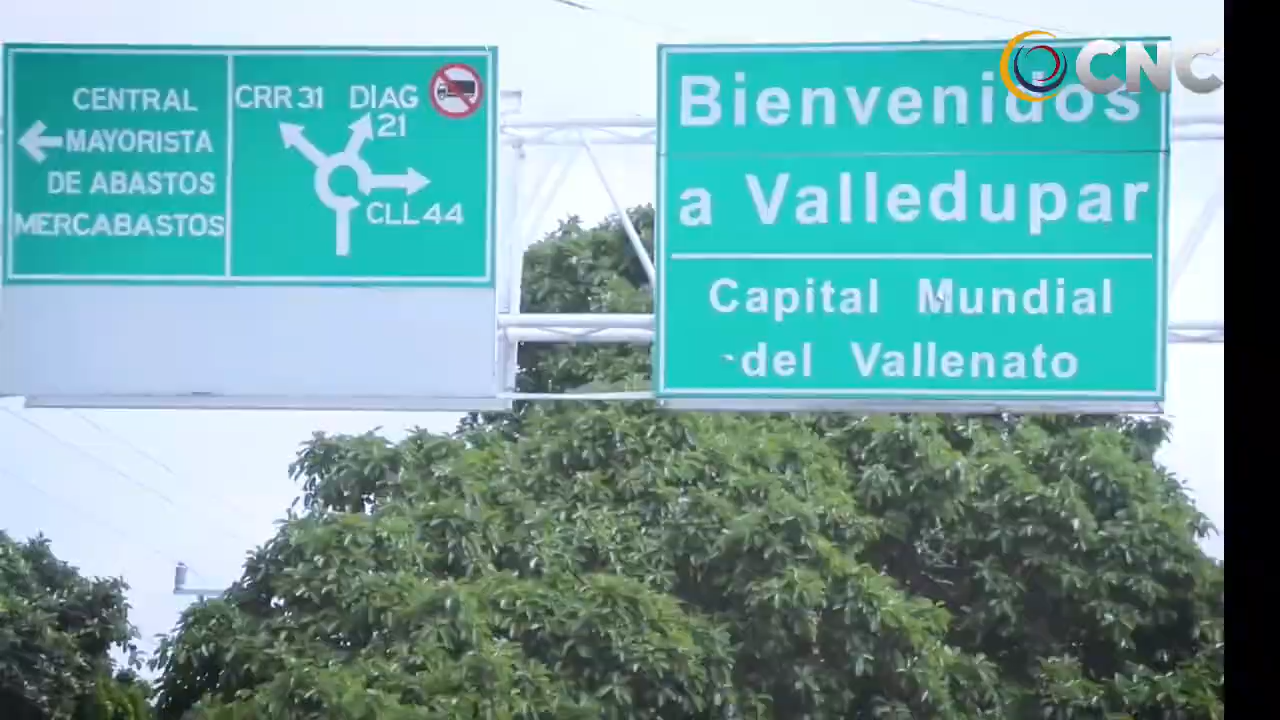 CENTRAL
MAYORISTA
DE ABASTOS
MERCABASTOS
CRR 31 DIAG
21
CLL 44
Bienvenidos
a Valledupar
Capital Mundial
del Vallenato
CNC